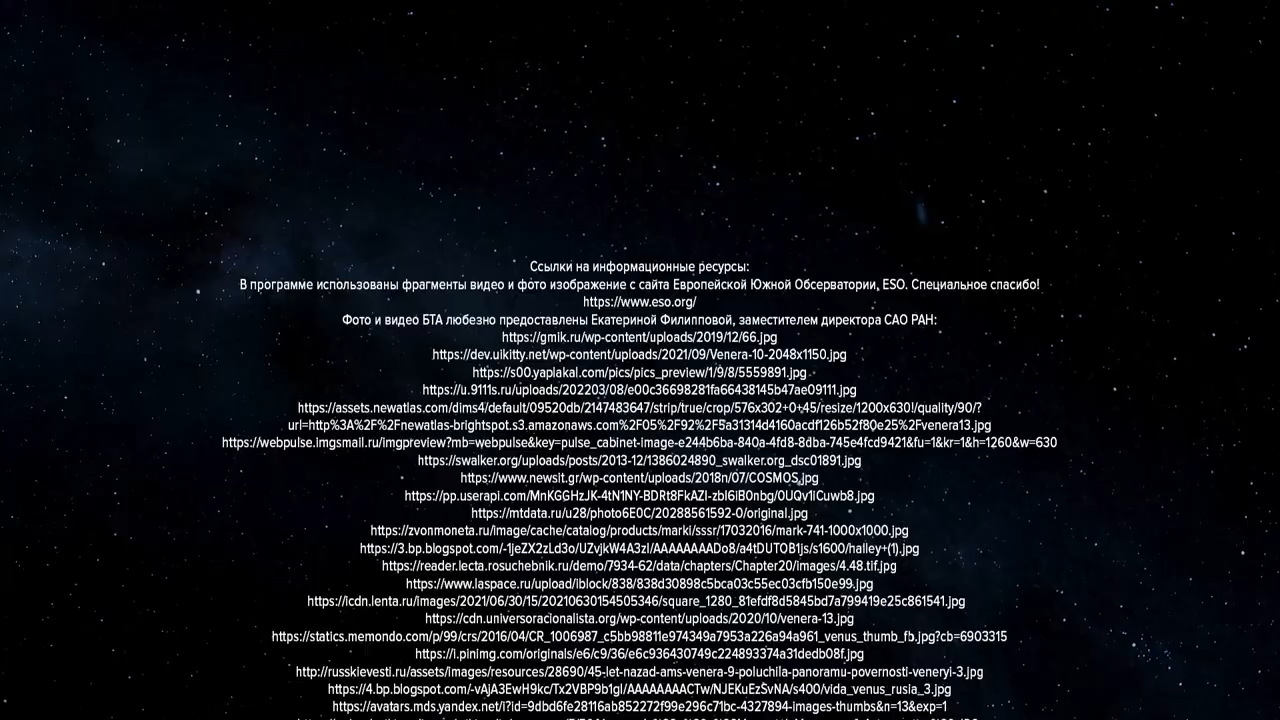 Ссылки на информационные ресурсы:
В программе использованы фрагменты видео и фото изображение с сайта Европейской Южной Обсерватории, ESO. Специальное спасибо!
https://www.eso.org/
Фото и видео БТА любезно предоставлены Екатериной Филипповой, заместителем директора САО РАН:
https://gmik.ru/wp-content/uploads/2019/12/66.jpg
https://dev.uikitty.net/wp-content/uploads/2021/09/Venera-10-2048x1150.jpg
https://s00.yaplakal.com/pics/pics_preview/1/9/8/5559891.jpg
https://u.9111s.ru/uploads/202203/08/e00c36698281fa66438145b47ae09111.jpg
https://assets.newatlas.com/dims4/default/09520db/2147483647/strip/true/crop/576x302+0+45/resize/1200x630!/quality/90/?
url=http%3A%2F%2Fnewatlas-brightspot.s3.amazonaws.com%2F05%2F92%2F5a31314d4160acdf126b52f80e25%2Fvenera13.jpg
https://webpulse.imgsmail.ru/imgpreview?mb=webpulse&key=pulse_cabinet-image-e244b6ba-840a-4fd8-8dba-745e4fcd9421&fu=1&kr=1&h=1260&w=630
https://swalker.org/uploads/posts/2013-12/1386024890_swalker.org_dsc01891.jpg
https://www.newsit.gr/wp-content/uploads/2018n/07/COSMOS.jpg
https://pp.userapi.com/MnKGGHzJK-4tN1NY-BDRt8FkAZI-zbI6iB0nbg/0UQv1iCuwb8.jpg
https://mtdata.ru/u28/photo6E0C/20288561592-0/original.jpg
https://zvonmoneta.ru/image/cache/catalog/products/marki/sssr/17032016/mark-741-1000x1000.jpg
https://3.bp.blogspot.com/-1jeZX2zLd3o/UZvjkW4A3zI/AAAAAAAADo8/a4tDUTOB1js/s1600/halley+(1).jpg
https://reader.lecta.rosuchebnik.ru/demo/7934-62/data/chapters/Chapter20/images/4.48.tif.jpg
https://www.laspace.ru/upload/iblock/838/838d30898c5bca03c55ec03cfb150e99.jpg
https://icdn.lenta.ru/images/2021/06/30/15/20210630154505346/square_1280_81efdf8d5845bd7a799419e25c861541.jpg
https://cdn.universoracionalista.org/wp-content/uploads/2020/10/venera-13.jpg
https://statics.memondo.com/p/99/crs/2016/04/CR_1006987_c5bb98811e974349a7953a226a94a961_venus_thumb_fb.jpg?cb=6903315
https://i.pinimg.com/originals/e6/c9/36/e6c936430749c224893374a31dedb08f.jpg
http://russkievesti.ru/assets/images/resources/28690/45-let-nazad-ams-venera-9-poluchila-panoramu-povernosti-veneryi-3.jpg
https://4.bp.blogspot.com/-vAjA3EwH9kc/Tx2VBP9b1gI/AAAAAAAACTw/NJEKuEzSvNA/s400/vida_venus_rusia_3.jpg
https://avatars.mds.yandex.net/i?id=9dbd6fe28116ab852272f99e296c71bc-4327894-images-thumbs&n=13&exp=1